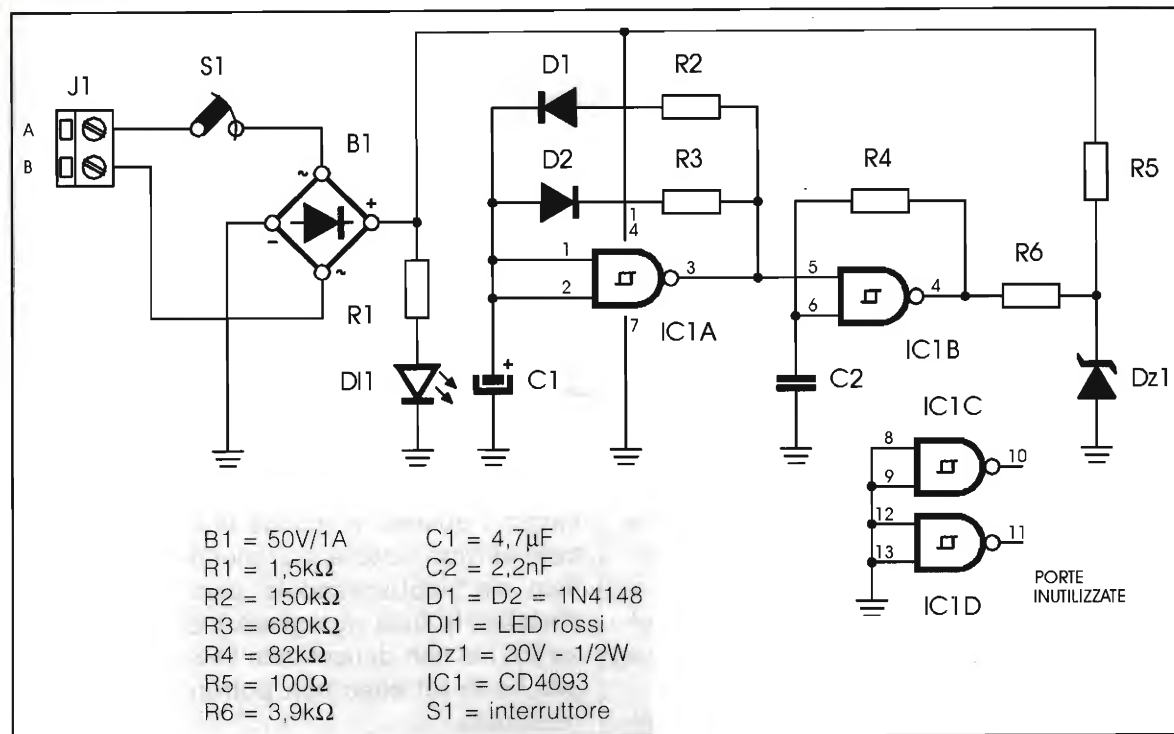 J1
S1
A
B
B1
~
+
-
~
R1
DI1
D1
R2
D2
R3
1
4
1
2
3
7
IC1A
+
C1
R4
5
6
4
IC1B
C2
R6
R5
Dz1
IC1C
8
9
10
12
13
11
IC1D
PORTE
INUTILIZZATE
B1 = 50V/1A
R1 = 1,5kΩ
R2 = 150kΩ
R3 = 680kΩ
R4 = 82kΩ
R5 = 100Ω
R6 = 3,9kΩ
C1 = 4,7µF
C2 = 2,2nF
D1 = D2 = 1N4148
DI1 = LED rossi
Dz1 = 20V - 1/2W
IC1 = CD4093
S1 = interruttore